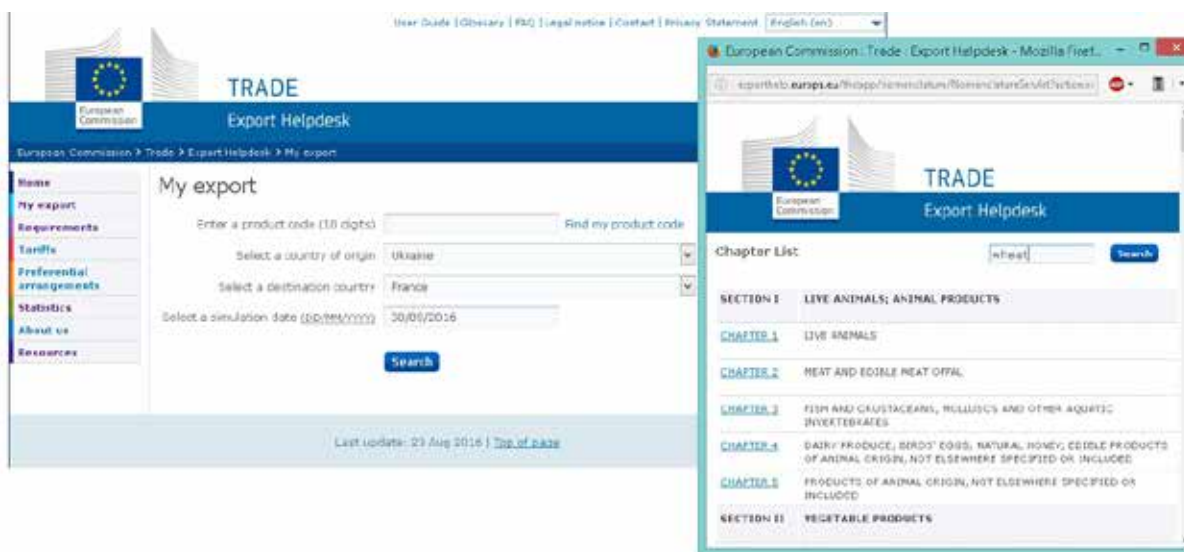 User Guide | Glossary | FAQ | Legal notice | Contact | Privacy Statement English (en)
European
Commission
TRADE
Export Helpdesk
European Commission > Trade > Export Helpdesk > My export
Home
My export
Requirements
Tariffs
Preferential
arrangements
Statistics
About us
Resources
My export
Enter a product code (10 digits)
Find my product code
Select a country of origin Ukraine
Select a destination country France
Select a simulation date (DD/MM/YYYY)
Search
Last update: 23 Aug 2016 | Top of page
European Commission : Trade : Export Helpdesk - Mozilla Firef...
European
Commission
TRADE
Export Helpdesk
Chapter List wheat Search
SECTION I LIVE ANIMALS; ANIMAL PRODUCTS
CHAPTER 1 LIVE ANIMALS
CHAPTER 2 MEAT AND EDIBLE MEAT OFFAL
CHAPTER 3 FISH AND CRUSTACEANS, MOLLUSCS AND OTHER AQUATIC
INVERTEBRATES
CHAPTER 4 DAIRY PRODUCE; BIRDS' EGGS; NATURAL HONEY; EDIBLE PRODUCTS
OF ANIMAL ORIGIN, NOT ELSEWHERE SPECIFIED OR INCLUDED
CHAPTER 5 PRODUCTS OF ANIMAL ORIGIN, NOT ELSEWHERE SPECIFIED OR
INCLUDED
SECTION II VEGETABLE PRODUCTS